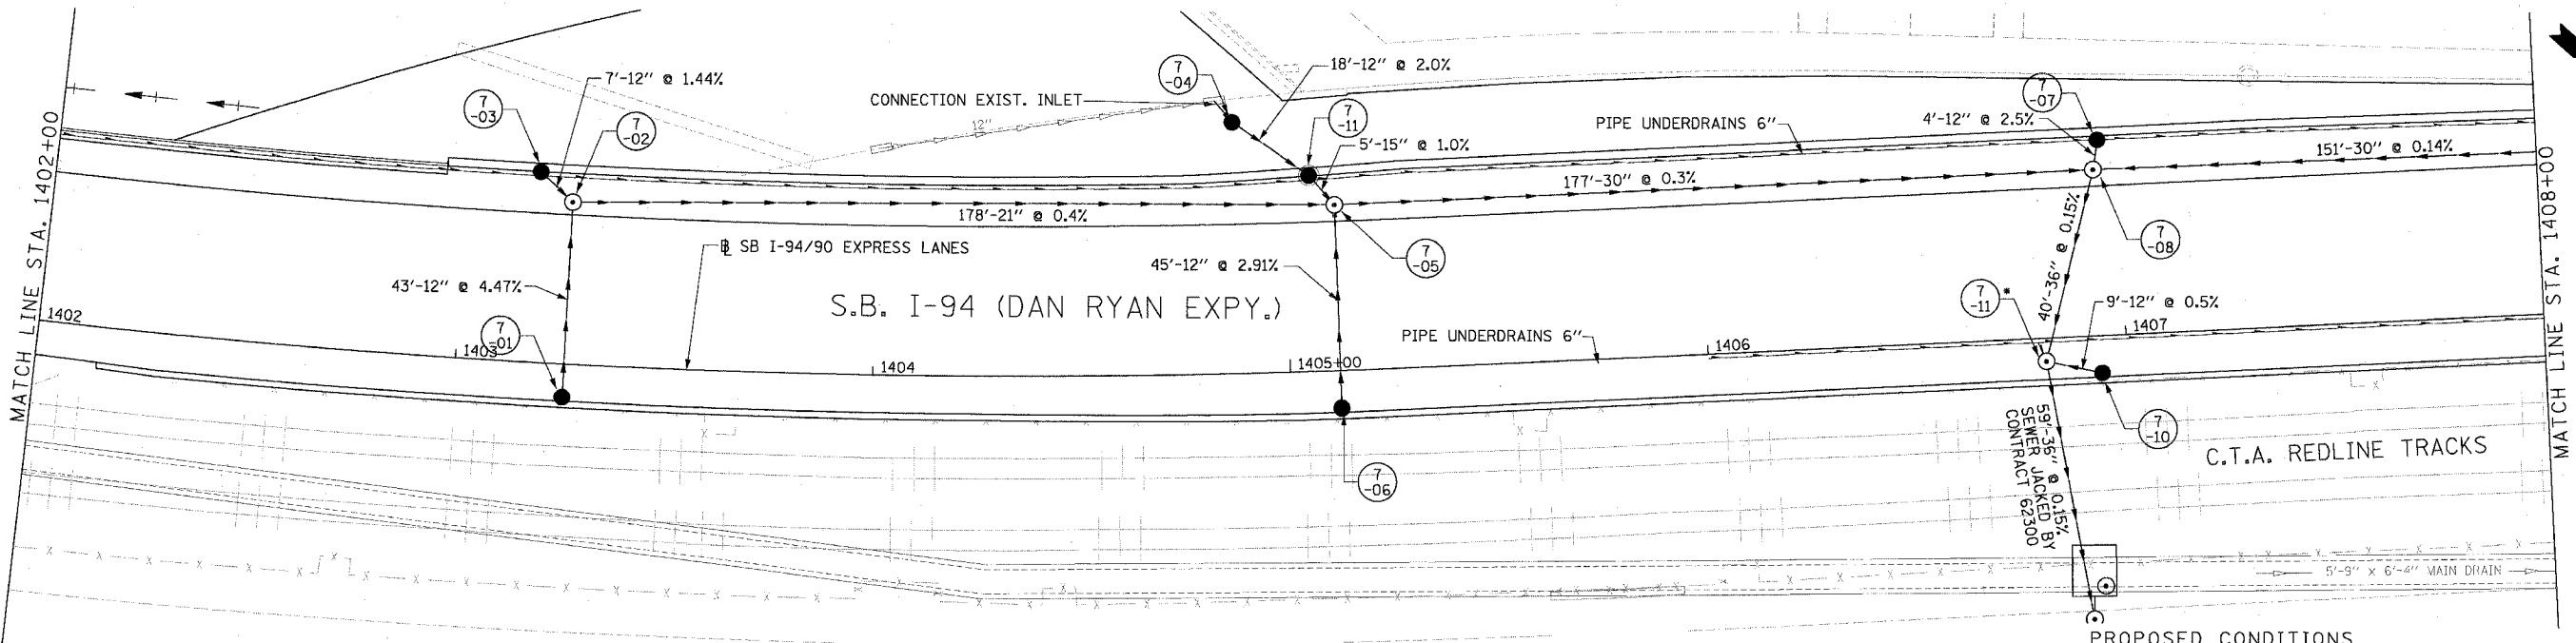 MATCH LINE STA. 1402+00
7
-03
7'-12" @ 1.44%
7
-02
CONNECTION EXIST. INLET
12"
7
-04
18'-12" @ 2.0%
7
-11
5'-15" @ 1.0%
PIPE UNDERDRAINS 6"
7
-07
4'-12" @ 2.5%
151'-30" @ 0.14%
MATCH LINE STA. 1408+00
178'-21" @ 0.4%
177'-30" @ 0.3%
7
-05
7
-08
℄ SB I-94/90 EXPRESS LANES
43'-12" @ 4.47%
45'-12" @ 2.91%
40'-36" @ 0.15%
S.B. I-94 (DAN RYAN EXPY.)
7
-11 *
9'-12" @ 0.5%
1402
7
-01
1403
1404
1405+00
PIPE UNDERDRAINS 6"
1406
1407
7
-06
7
-10
59'-36" @ 0.15%
SEWER JACKED BY
CONTRACT 62300
C.T.A. REDLINE TRACKS
5'-9" x 6'-4" MAIN DRAIN
PROPOSED CONDITIONS